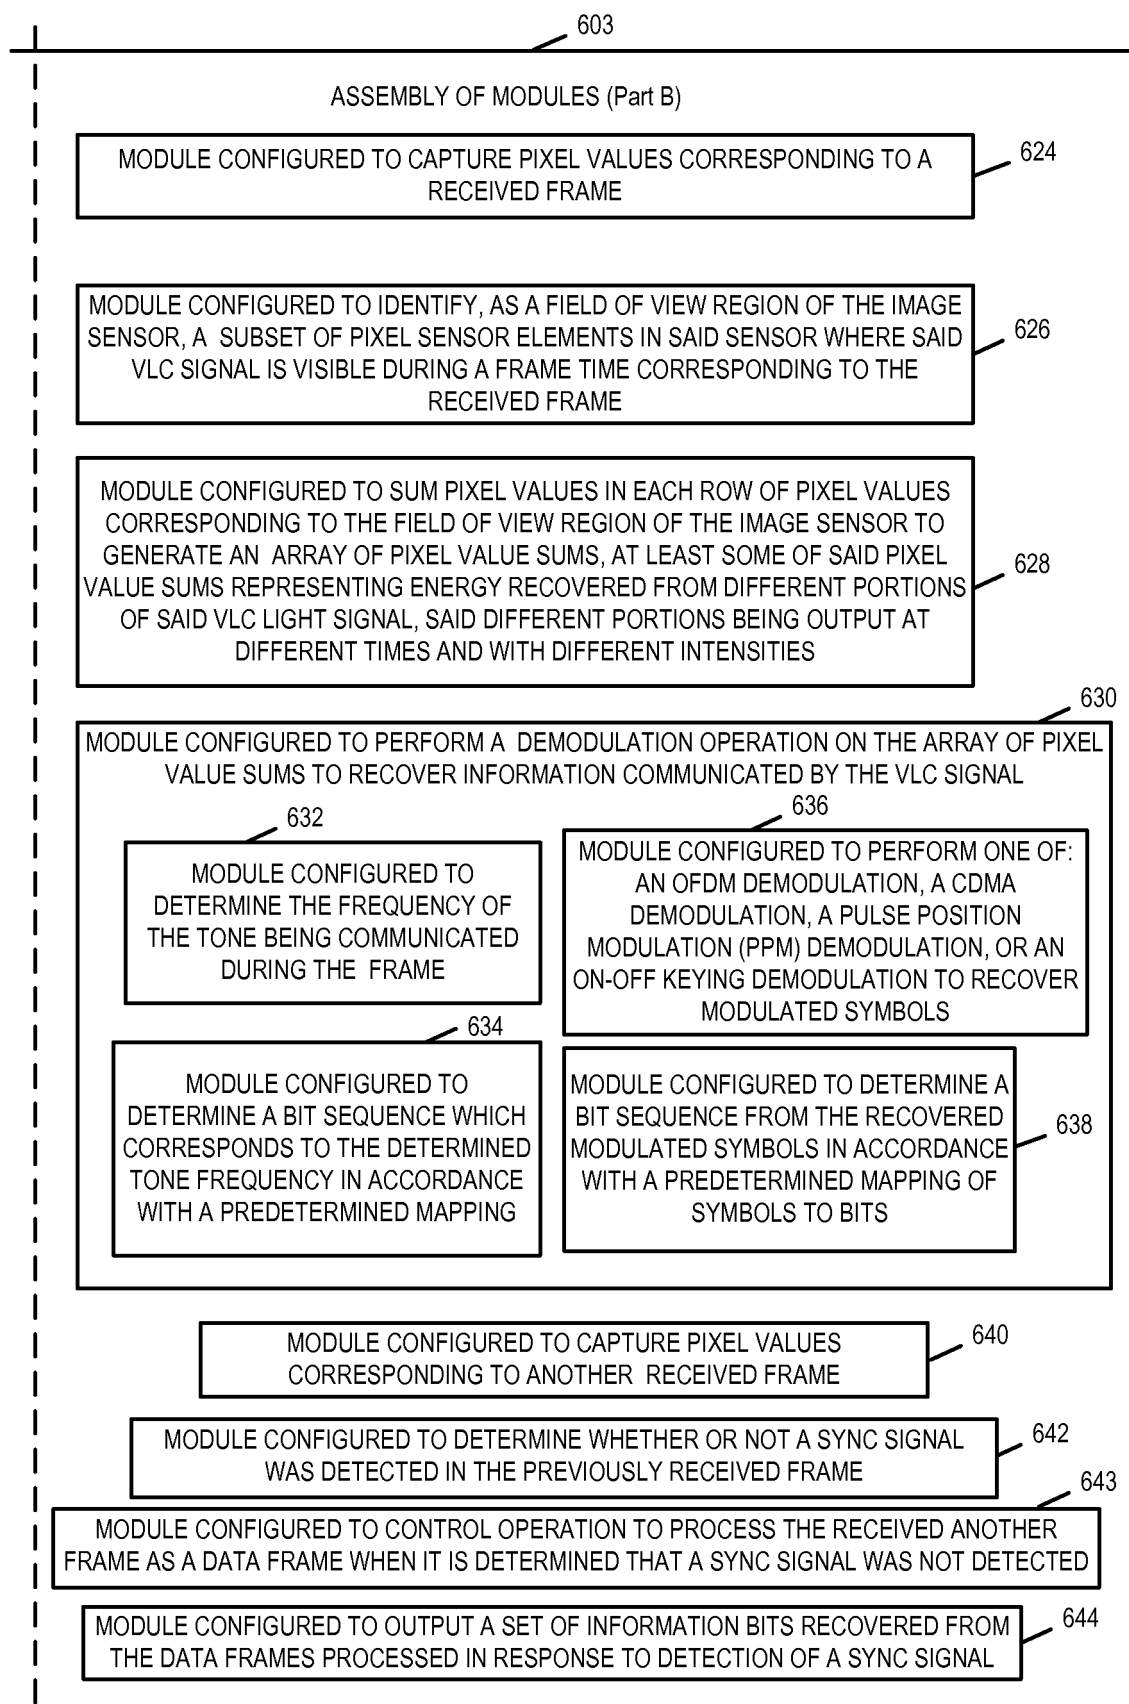 603
ASSEMBLY OF MODULES (Part B)
MODULE CONFIGURED TO CAPTURE PIXEL VALUES CORRESPONDING TO A
RECEIVED FRAME
624
MODULE CONFIGURED TO IDENTIFY, AS A FIELD OF VIEW REGION OF THE IMAGE
SENSOR, A SUBSET OF PIXEL SENSOR ELEMENTS IN SAID SENSOR WHERE SAID
VLC SIGNAL IS VISIBLE DURING A FRAME TIME CORRESPONDING TO THE
RECEIVED FRAME
626
MODULE CONFIGURED TO SUM PIXEL VALUES IN EACH ROW OF PIXEL VALUES
CORRESPONDING TO THE FIELD OF VIEW REGION OF THE IMAGE SENSOR TO
GENERATE AN ARRAY OF PIXEL VALUE SUMS, AT LEAST SOME OF SAID PIXEL
VALUE SUMS REPRESENTING ENERGY RECOVERED FROM DIFFERENT PORTIONS
OF SAID VLC LIGHT SIGNAL, SAID DIFFERENT PORTIONS BEING OUTPUT AT
DIFFERENT TIMES AND WITH DIFFERENT INTENSITIES
628
630
MODULE CONFIGURED TO PERFORM A DEMODULATION OPERATION ON THE ARRAY OF PIXEL
VALUE SUMS TO RECOVER INFORMATION COMMUNICATED BY THE VLC SIGNAL
632
MODULE CONFIGURED TO
DETERMINE THE FREQUENCY OF
THE TONE BEING COMMUNICATED
DURING THE FRAME
636
MODULE CONFIGURED TO PERFORM ONE OF:
AN OFDM DEMODULATION, A CDMA
DEMODULATION, A PULSE POSITION
MODULATION (PPM) DEMODULATION, OR AN
ON-OFF KEYING DEMODULATION TO RECOVER
MODULATED SYMBOLS
634
MODULE CONFIGURED TO
DETERMINE A BIT SEQUENCE WHICH
CORRESPONDS TO THE DETERMINED
TONE FREQUENCY IN ACCORDANCE
WITH A PREDETERMINED MAPPING
MODULE CONFIGURED TO DETERMINE A
BIT SEQUENCE FROM THE RECOVERED
MODULATED SYMBOLS IN ACCORDANCE
WITH A PREDETERMINED MAPPING OF
SYMBOLS TO BITS
638
MODULE CONFIGURED TO CAPTURE PIXEL VALUES
CORRESPONDING TO ANOTHER RECEIVED FRAME
640
MODULE CONFIGURED TO DETERMINE WHETHER OR NOT A SYNC SIGNAL
WAS DETECTED IN THE PREVIOUSLY RECEIVED FRAME
642
643
MODULE CONFIGURED TO CONTROL OPERATION TO PROCESS THE RECEIVED ANOTHER
FRAME AS A DATA FRAME WHEN IT IS DETERMINED THAT A SYNC SIGNAL WAS NOT DETECTED
MODULE CONFIGURED TO OUTPUT A SET OF INFORMATION BITS RECOVERED FROM
THE DATA FRAMES PROCESSED IN RESPONSE TO DETECTION OF A SYNC SIGNAL
644